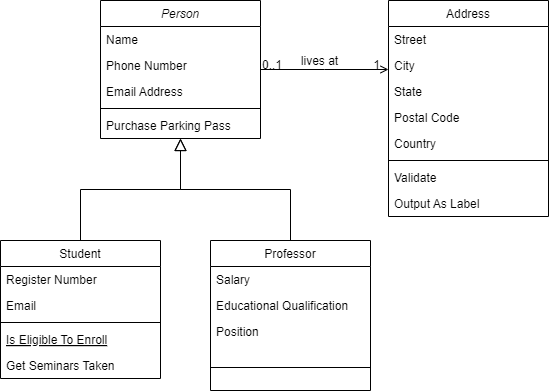 Person
Name
Phone Number
Email Address
Purchase Parking Pass
0..1
lives at
1
Address
Street
City
State
Postal Code
Country
Validate
Output As Label
Student
Register Number
Email
Is Eligible To Enroll
Get Seminars Taken
Professor
Salary
Educational Qualification
Position